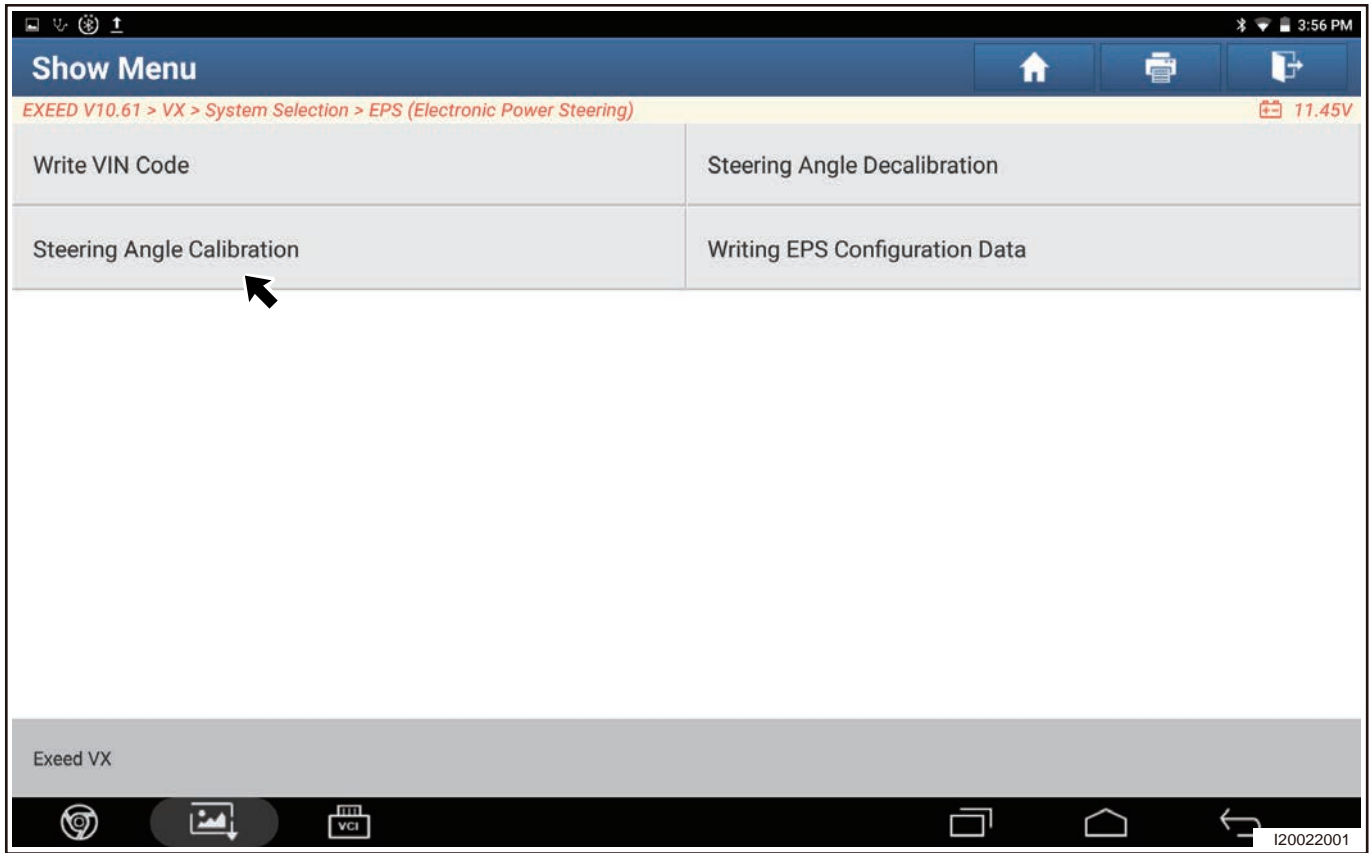 3:56 PM
Show Menu
EXEED V10.61 > VX > System Selection > EPS (Electronic Power Steering)
11.45V
Write VIN Code
Steering Angle Decalibration
Steering Angle Calibration
Writing EPS Configuration Data
Exeed VX
VCI
I20022001